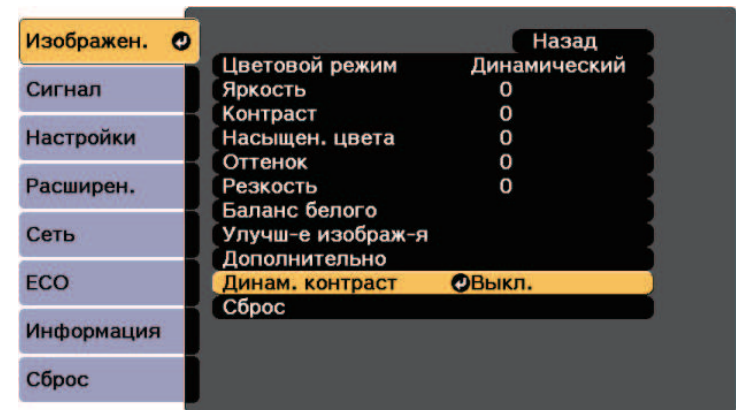 Изображен.
Сигнал
Настройки
Расширен.
Сеть
ECO
Информация
Сброс
Назад
Цветовой режим Динамический
Яркость 0
Контраст 0
Насыщен. цвета 0
Оттенок 0
Резкость 0
Баланс белого
Улучш-е изображ-я
Дополнительно
Динам. контраст Выкл.
Сброс